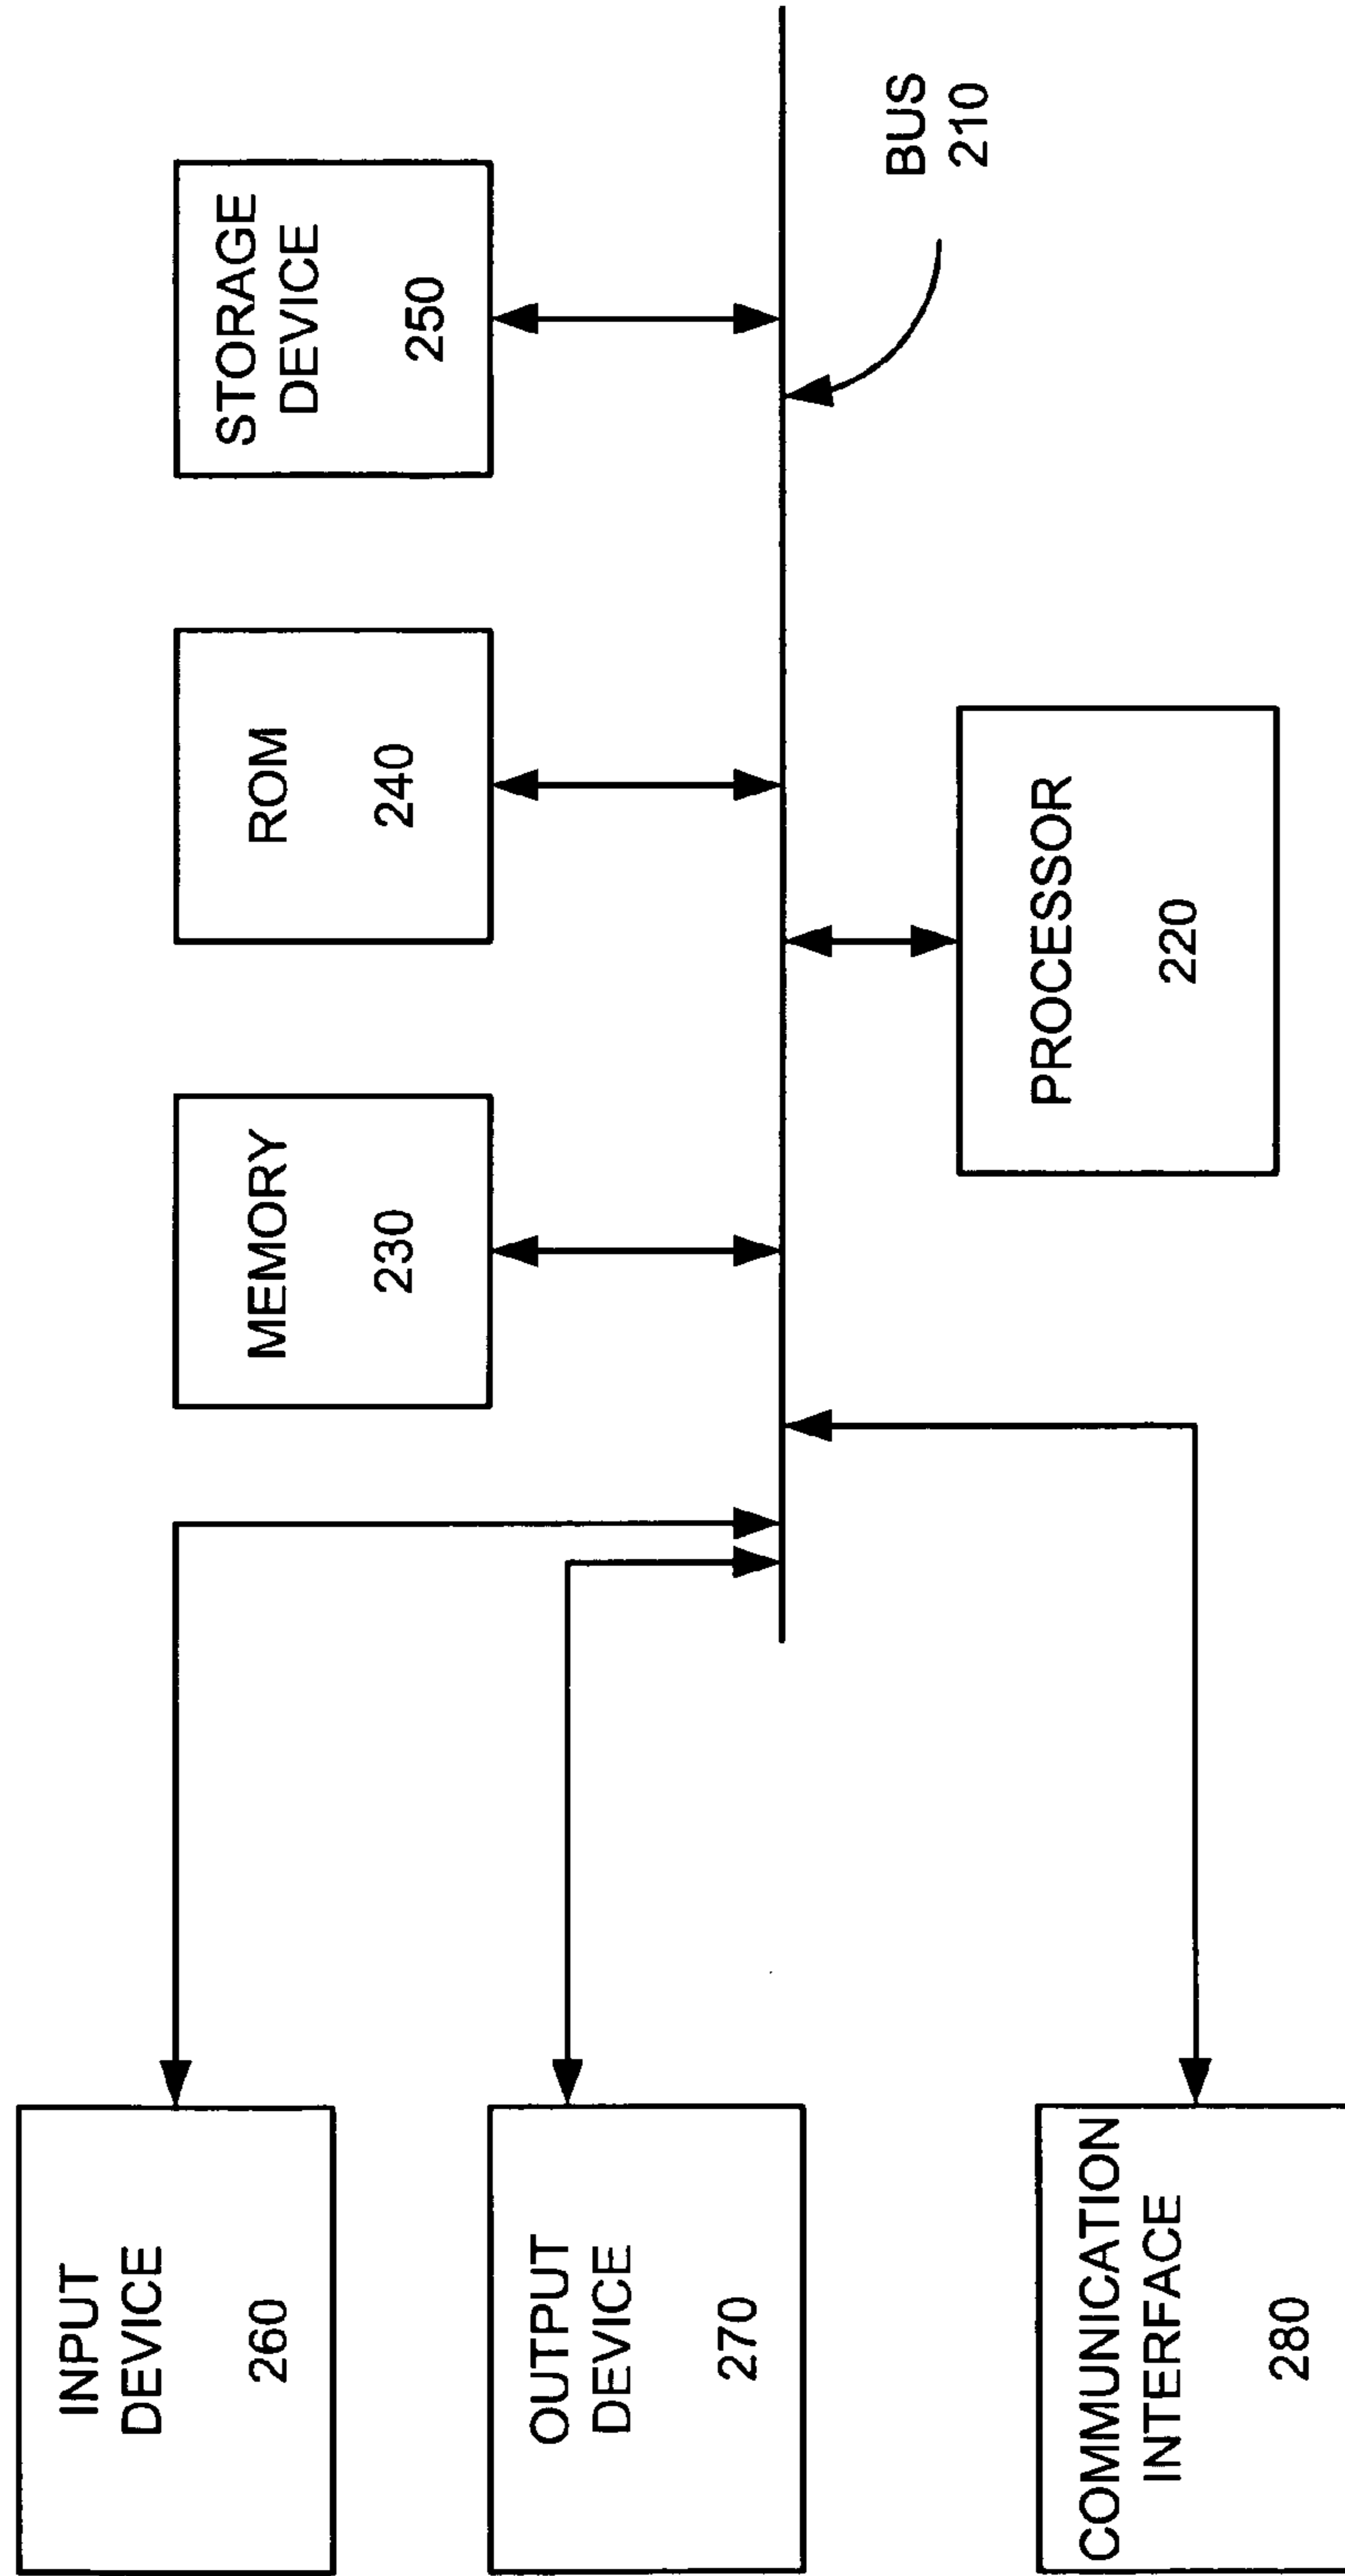 INPUT
DEVICE
260
OUTPUT
DEVICE
270
COMMUNICATION
INTERFACE
280
MEMORY
230
ROM
240
STORAGE
DEVICE
250
PROCESSOR
220
BUS
210